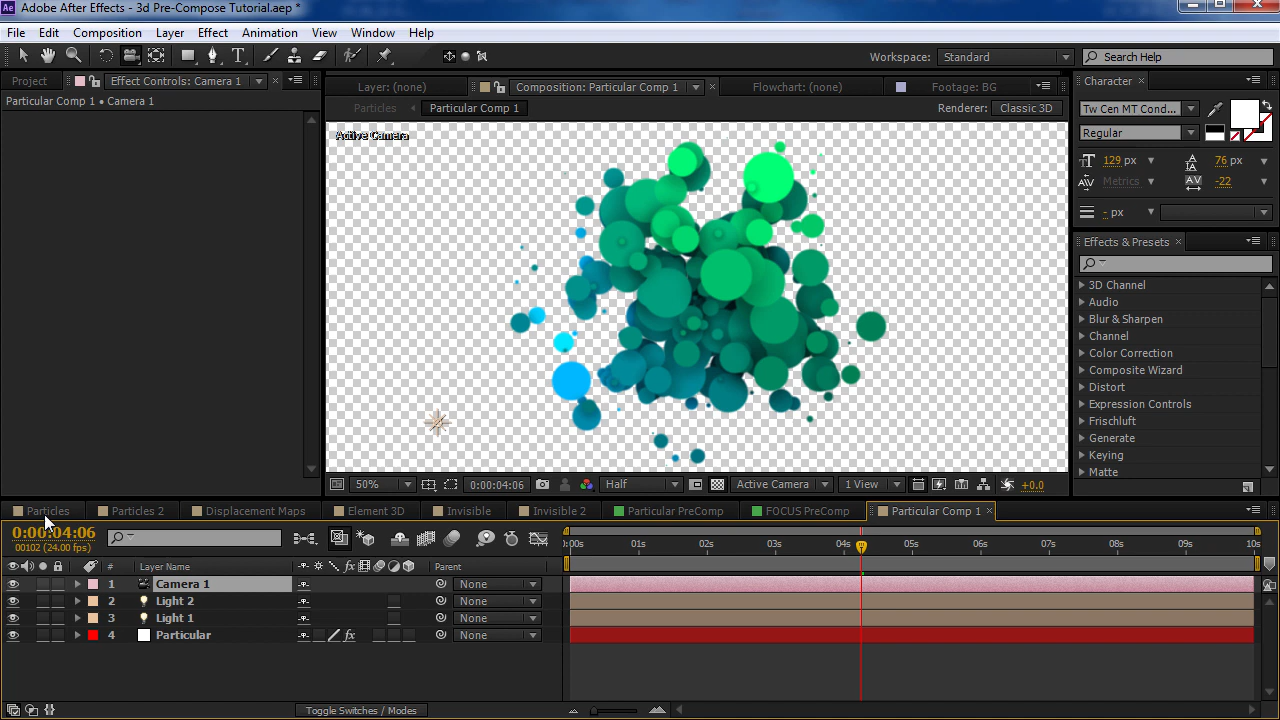 Ae Adobe After Effects - 3d Pre-Compose Tutorial.aep *
File Edit Composition Layer Effect Animation View Window Help
Workspace: Standard Search Help
Project Effect Controls: Camera 1
Particular Comp 1 • Camera 1
Layer: (none) Composition: Particular Comp 1 Flowchart: (none) Footage: BG
Particles Particular Comp 1 Renderer: Classic 3D
Active Camera
Character
Tw Cen MT Cond...
Regular
129 px 76 px
Metrics -22
- px
Effects & Presets
3D Channel
Audio
Blur & Sharpen
Channel
Color Correction
Composite Wizard
Distort
Expression Controls
Frischluft
Generate
Keying
Matte
50% 0:00:04:06 Half Active Camera 1 View +0.0
Particles Particles 2 Displacement Maps Element 3D Invisible Invisible 2 Particular PreComp FOCUS PreComp Particular Comp 1
0:00:04:06
00102 (24.00 fps)
:00s 01s 02s 03s 04s 05s 06s 07s 08s 09s 10s
# Layer Name Parent
1 Camera 1 None
2 Light 2 None
3 Light 1 None
4 Particular fx None
Toggle Switches / Modes